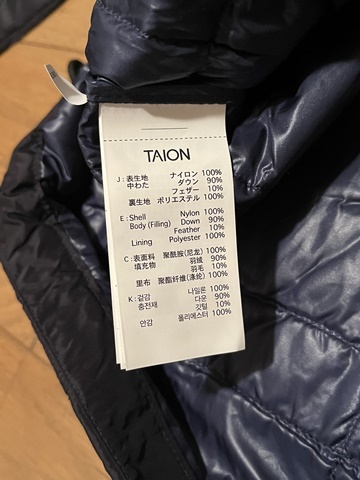 TAION
J : 表生地 ナイロン 100%
中わた ダウン 90%
フェザー 10%
裏生地 ポリエステル 100%
E : Shell Nylon 100%
Body (Filling) Down 90%
Feather 10%
Lining Polyester 100%
C : 表面料 聚酰胺(尼龙) 100%
填充物 羽绒 90%
羽毛 10%
里布 聚酯纤维(涤纶) 100%
K : 겉감 나일론 100%
충전재 다운 90%
깃털 10%
안감 폴리에스터 100%